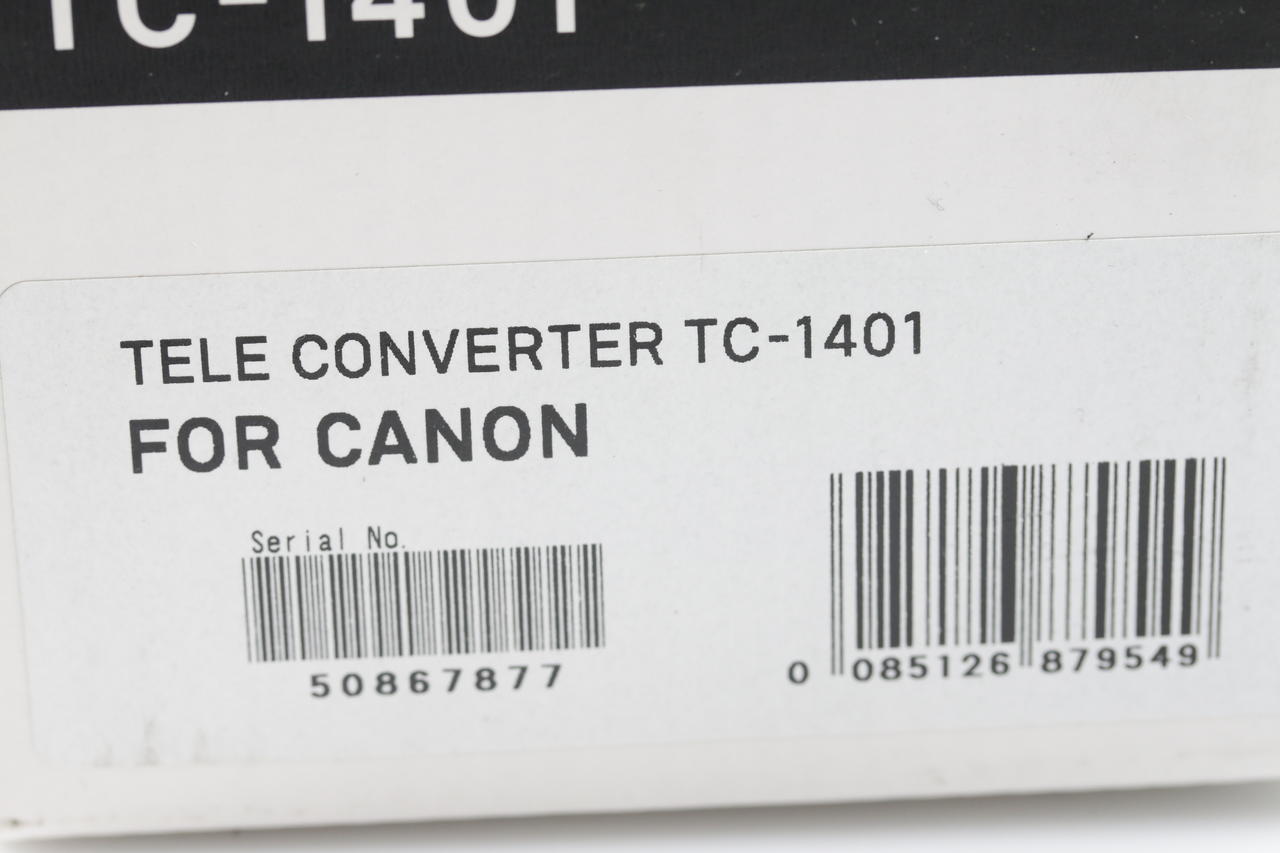 TC-1401
TELE CONVERTER TC-1401
FOR CANON
Serial No.
50867877
0 085126 879549